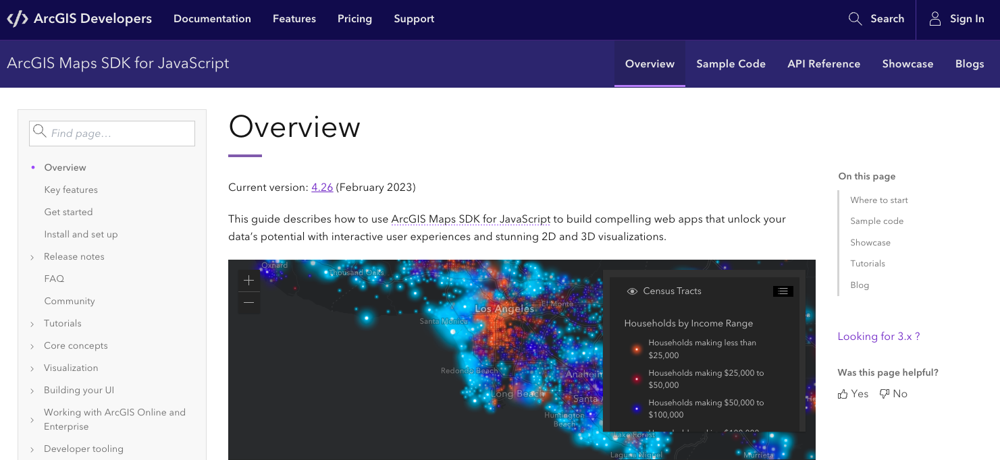 ArcGIS Developers Documentation Features Pricing Support Search Sign In
ArcGIS Maps SDK for JavaScript Overview Sample Code API Reference Showcase Blogs
Find page...
Overview
Key features
Get started
Install and set up
Release notes
FAQ
Community
Tutorials
Core concepts
Visualization
Building your UI
Working with ArcGIS Online and
Enterprise
Developer tooling
Overview
Current version: 4.26 (February 2023)
This guide describes how to use ArcGIS Maps SDK for JavaScript to build compelling web apps that unlock your
data’s potential with interactive user experiences and stunning 2D and 3D visualizations.
Oxnard
Thousand Oaks
Los Angeles
El Monte
Santa Monica
Redondo Beach
Anaheim
Long Beach
Santa
Huntington
Beach
Lake Forest
Laguna Niguel
Murrieta
Census Tracts
Households by Income Range
Households making less than
$25,000
Households making $25,000 to
$50,000
Households making $50,000 to
$100,000
On this page
Where to start
Sample code
Showcase
Tutorials
Blog
Looking for 3.x ?
Was this page helpful?
Yes No